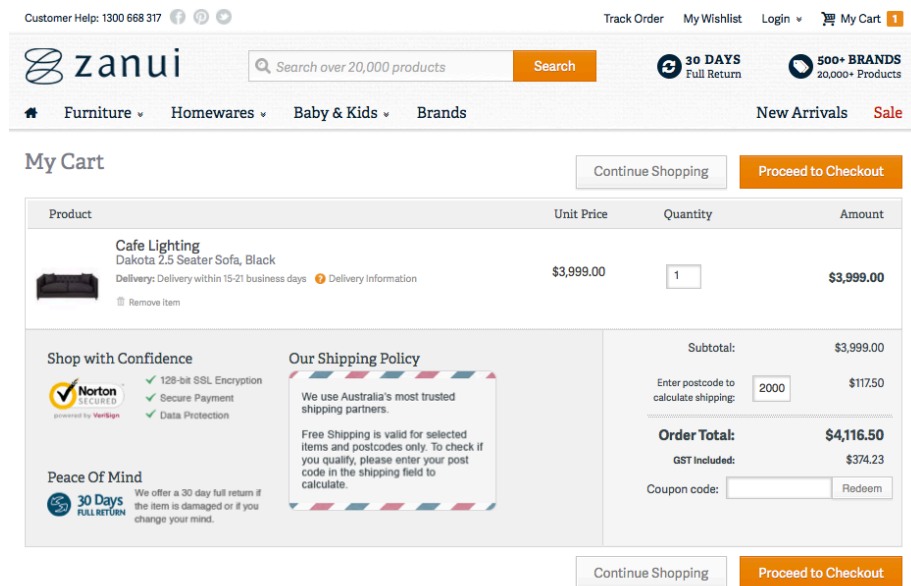 Customer Help: 1300 668 317
Track Order
My Wishlist
Login
My Cart 1
zanui
Search over 20,000 products
Search
30 DAYS
Full Return
500+ BRANDS
20,000+ Products
Furniture
Homewares
Baby & Kids
Brands
New Arrivals
Sale
My Cart
Continue Shopping
Proceed to Checkout
Product
Unit Price
Quantity
Amount
Cafe Lighting
Dakota 2.5 Seater Sofa, Black
Delivery: Delivery within 15-21 business days ? Delivery Information
Remove item
$3,999.00
1
$3,999.00
Shop with Confidence
Norton
SECURED
powered by VeriSign
128-bit SSL Encryption
Secure Payment
Data Protection
Peace Of Mind
30 Days
FULL RETURN
We offer a 30 day full return if
the item is damaged or if you
change your mind.
Our Shipping Policy
We use Australia's most trusted
shipping partners.
Free Shipping is valid for selected
items and postcodes only. To check if
you qualify, please enter your post
code in the shipping field to
calculate.
Subtotal:
$3,999.00
Enter postcode to
calculate shipping:
2000
$117.50
Order Total:
$4,116.50
GST Included:
$374.23
Coupon code:
Redeem
Continue Shopping
Proceed to Checkout